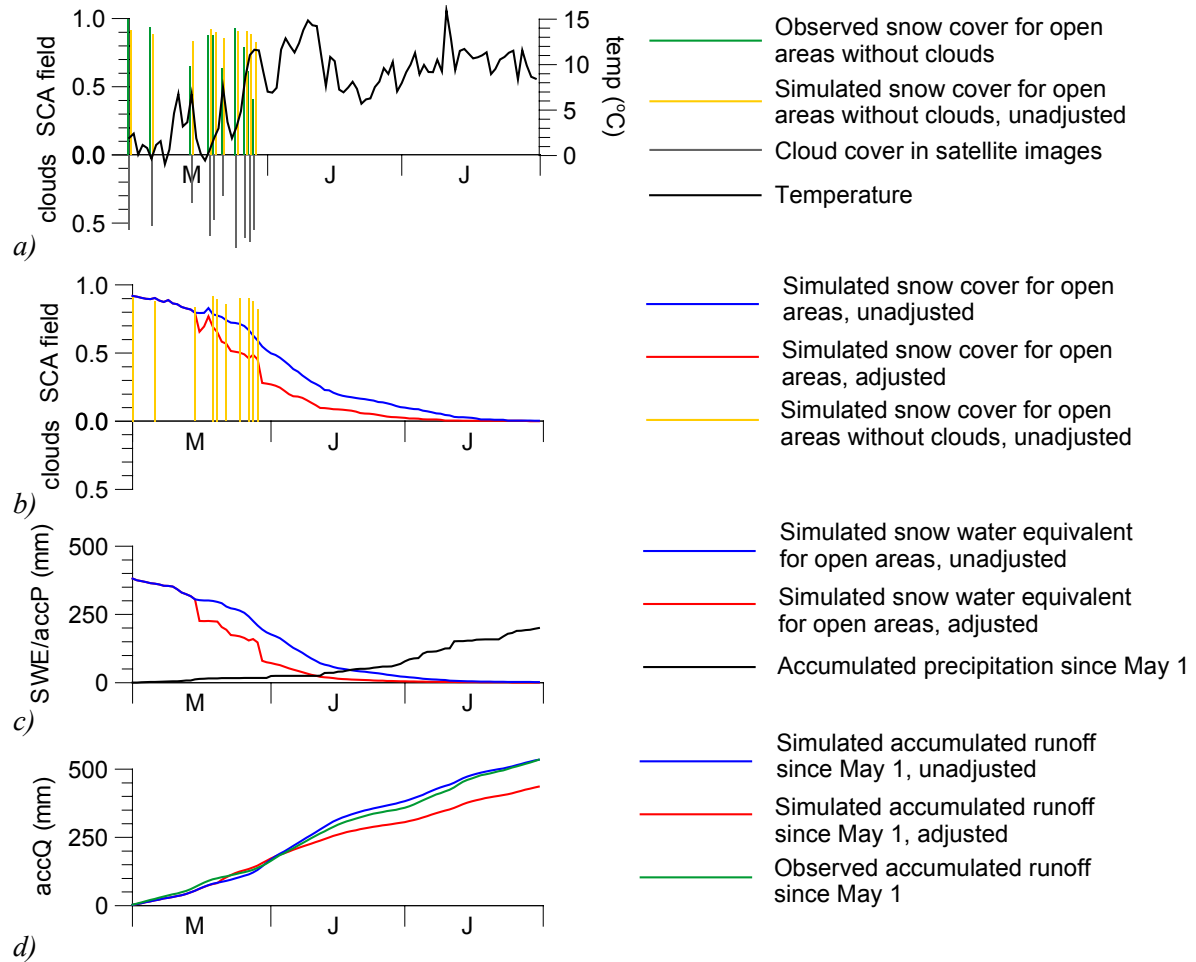 1.0
15
SCA field
0.5
10
5
temp (°C)
0.0
0
M
J
J
clouds
0.5
a)
Observed snow cover for open
areas without clouds
Simulated snow cover for open
areas without clouds, unadjusted
Cloud cover in satellite images
Temperature
1.0
SCA field
0.5
0.0
M
J
J
clouds
0.5
b)
Simulated snow cover for open
areas, unadjusted
Simulated snow cover for open
areas, adjusted
Simulated snow cover for open
areas without clouds, unadjusted
500
SWE/accP (mm)
250
0
M
J
J
c)
Simulated snow water equivalent
for open areas, unadjusted
Simulated snow water equivalent
for open areas, adjusted
Accumulated precipitation since May 1
500
accQ (mm)
250
0
M
J
J
d)
Simulated accumulated runoff
since May 1, unadjusted
Simulated accumulated runoff
since May 1, adjusted
Observed accumulated runoff
since May 1